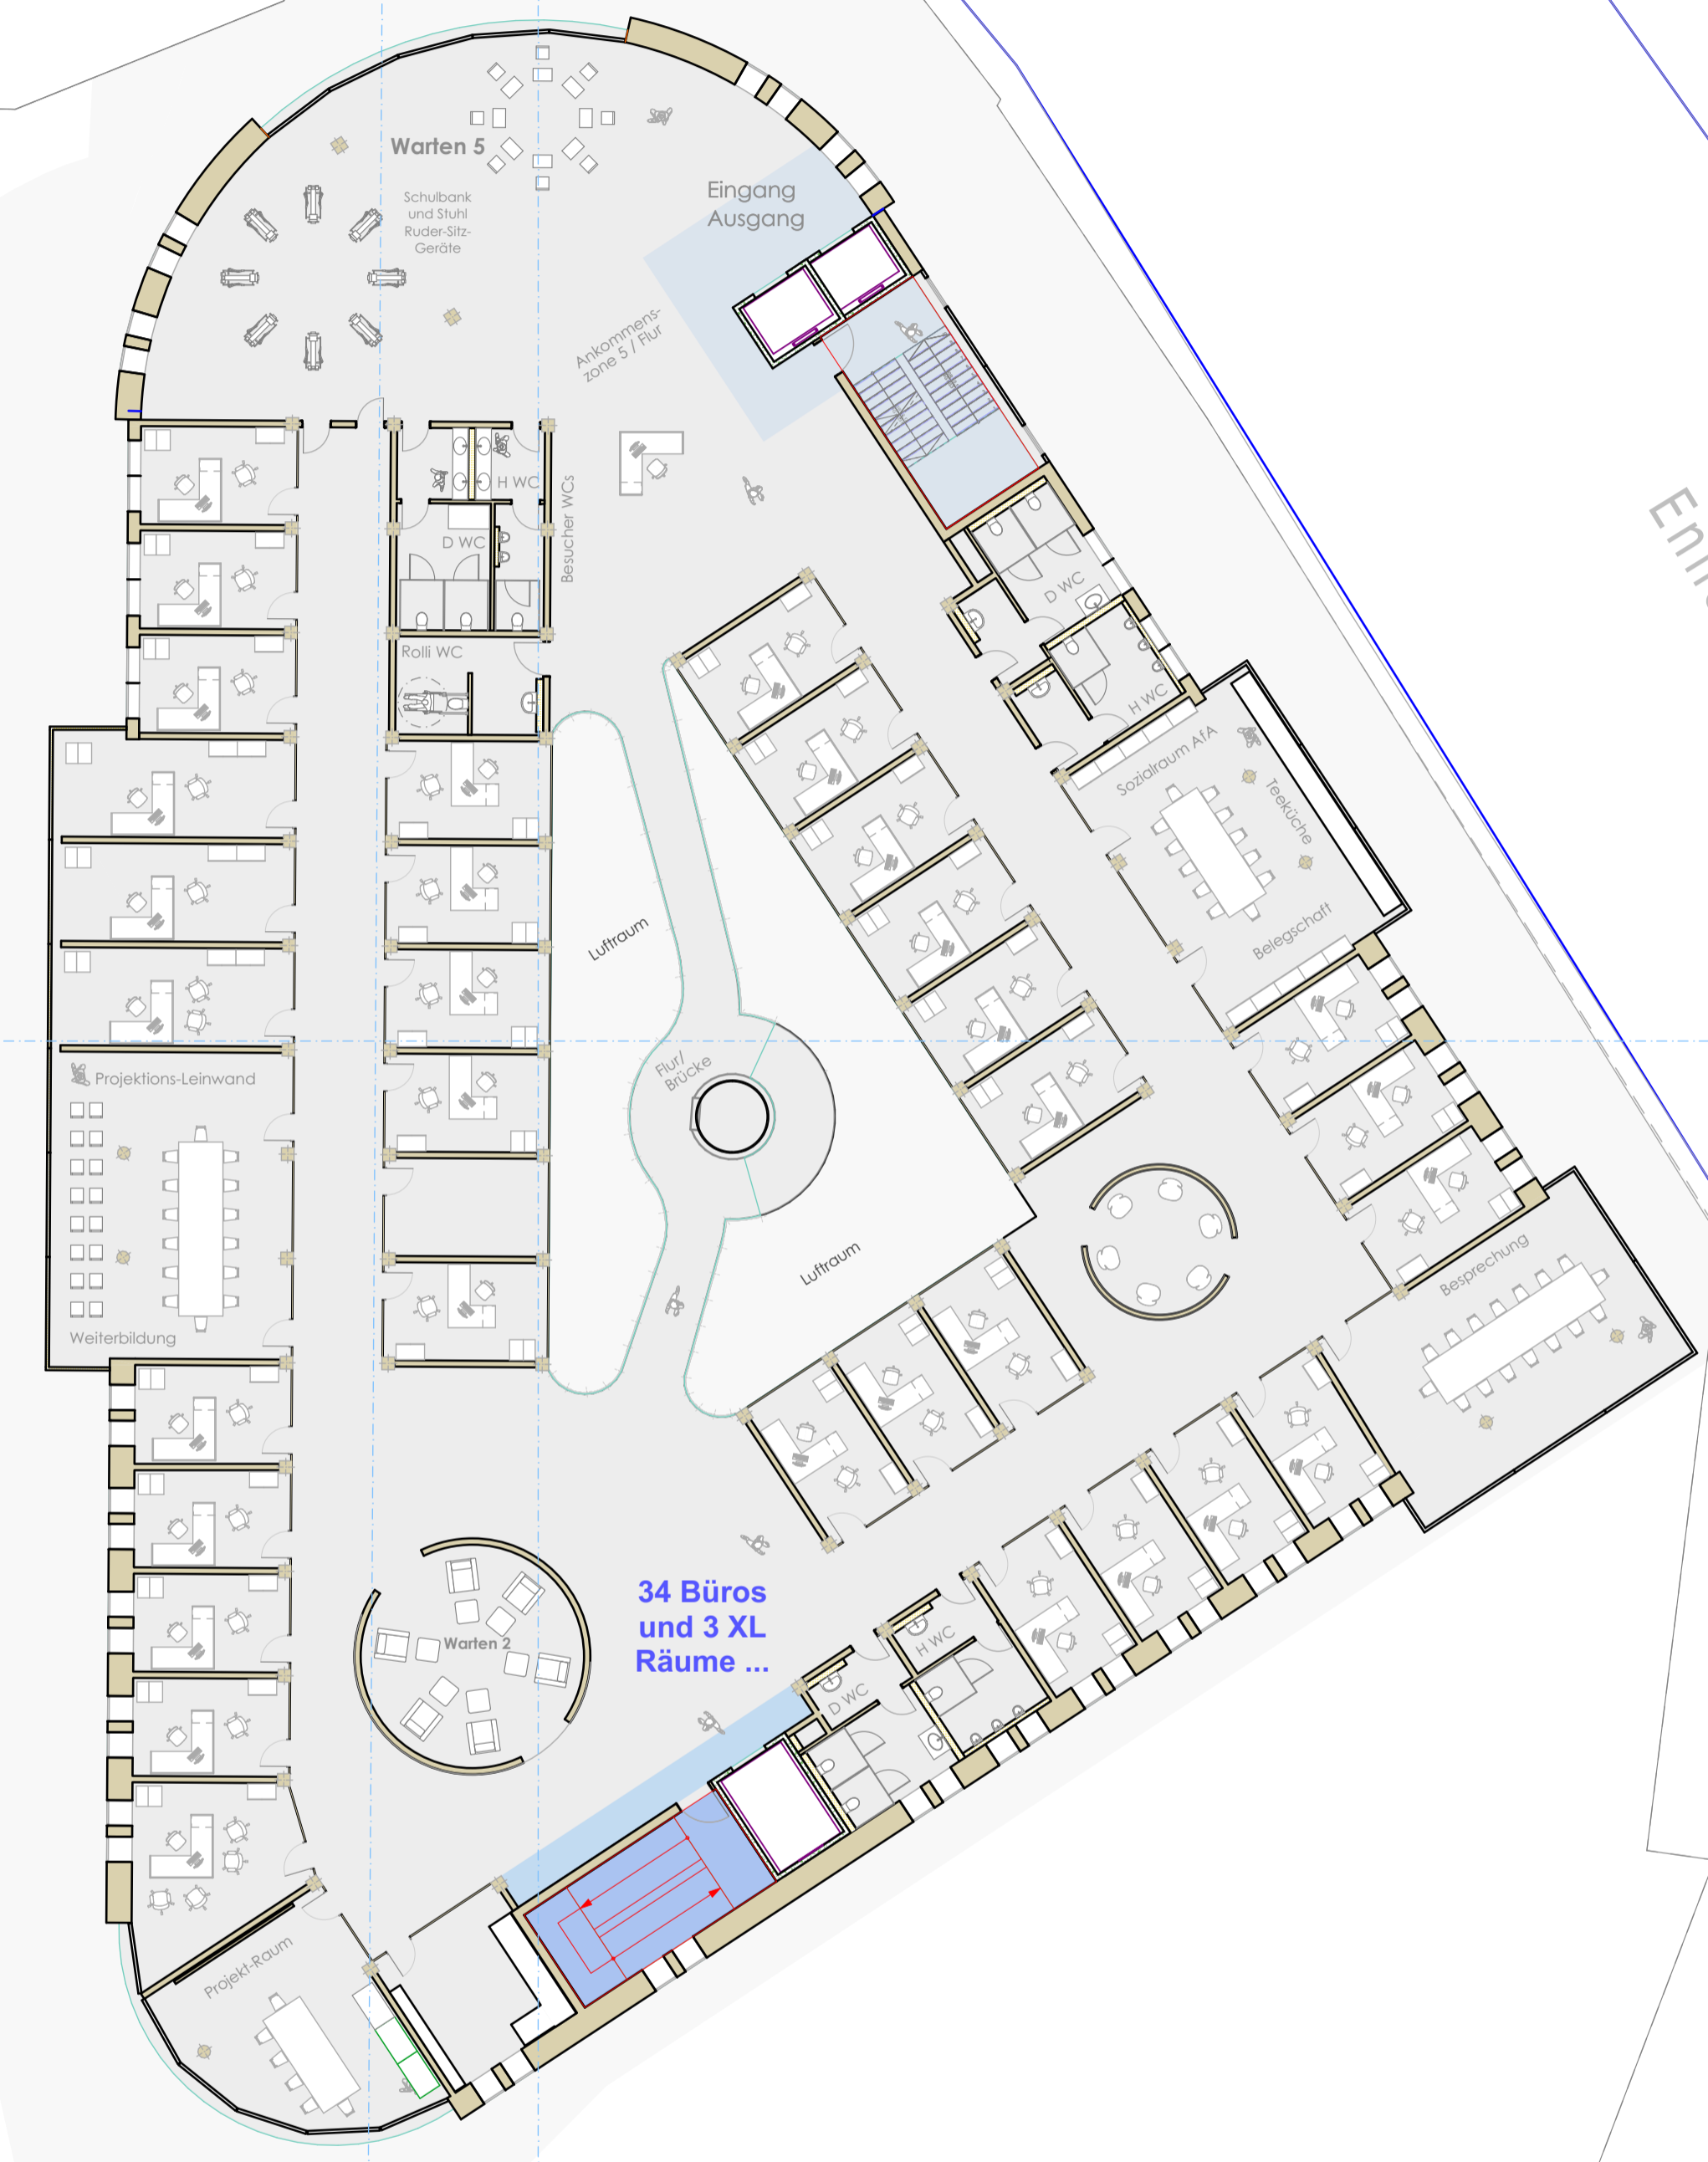 Warten 5
Schulbank
und Stuhl
Ruder-Sitz-
Geräte
Eingang
Ausgang
Ankommens-
zone 5 / Flur
H WC
D WC
Besucher WCs
Rolli WC
D WC
H WC
Sozialraum AfA
Teeküche
Belegschaft
Luftraum
Flur/
Brücke
Projektions-Leinwand
Weiterbildung
Luftraum
Besprechung
34 Büros
und 3 XL
Räume ...
Warten 2
H WC
D WC
Projekt-Raum